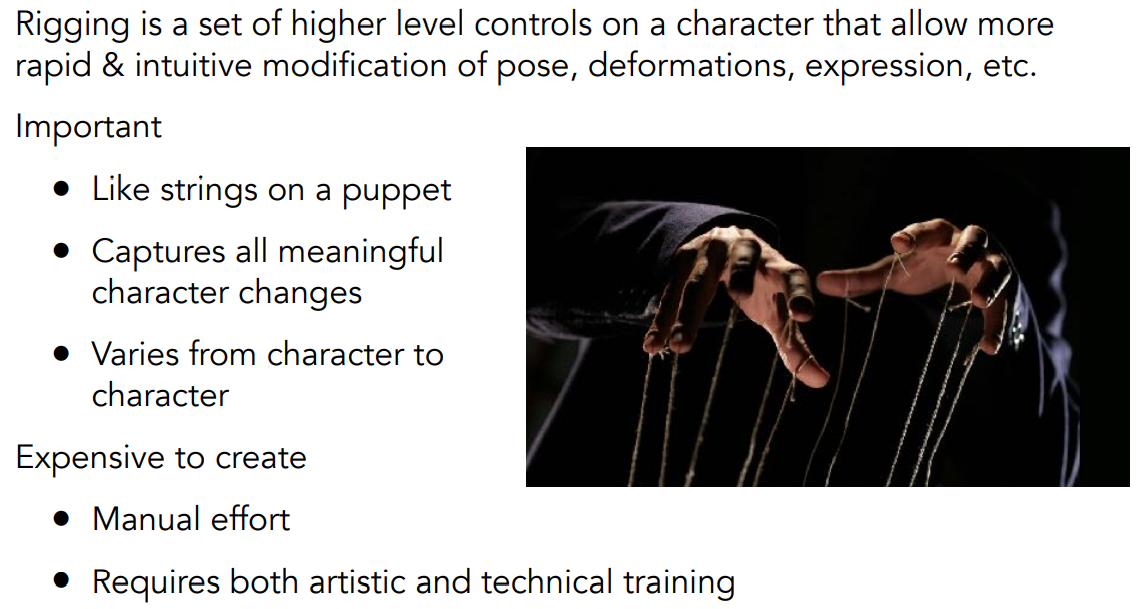 Rigging is a set of higher level controls on a character that allow more
rapid & intuitive modification of pose, deformations, expression, etc.
Important
● Like strings on a puppet
● Captures all meaningful
character changes
● Varies from character to
character
Expensive to create
● Manual effort
● Requires both artistic and technical training